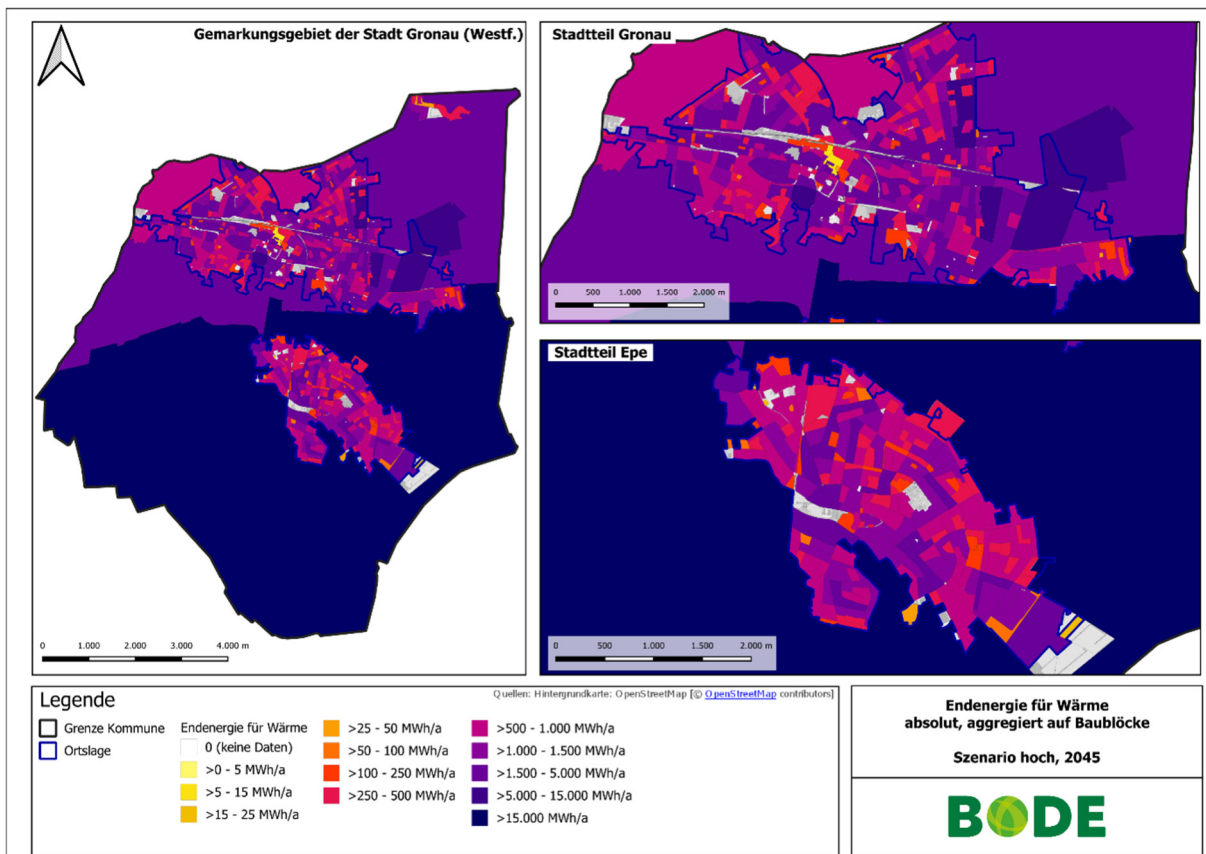 Gemarkungsgebiet der Stadt Gronau (Westf.)
0 1.000 2.000 3.000 4.000 m
Stadtteil Gronau
0 500 1.000 1.500 2.000 m
Stadtteil Epe
0 500 1.000 1.500 2.000 m
Legende
Quellen: Hintergrundkarte: OpenStreetMap [© OpenStreetMap contributors]
Grenze Kommune
Ortslage
Endenergie für Wärme
0 (keine Daten)
>0 - 5 MWh/a
>5 - 15 MWh/a
>15 - 25 MWh/a
>25 - 50 MWh/a
>50 - 100 MWh/a
>100 - 250 MWh/a
>250 - 500 MWh/a
>500 - 1.000 MWh/a
>1.000 - 1.500 MWh/a
>1.500 - 5.000 MWh/a
>5.000 - 15.000 MWh/a
>15.000 MWh/a
Endenergie für Wärme
absolut, aggregiert auf Baublöcke
Szenario hoch, 2045
BODE